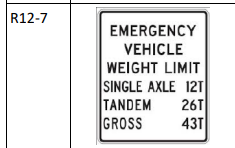 R12-7
EMERGENCY
VEHICLE
WEIGHT LIMIT
SINGLE AXLE 12T
TANDEM 26T
GROSS 43T